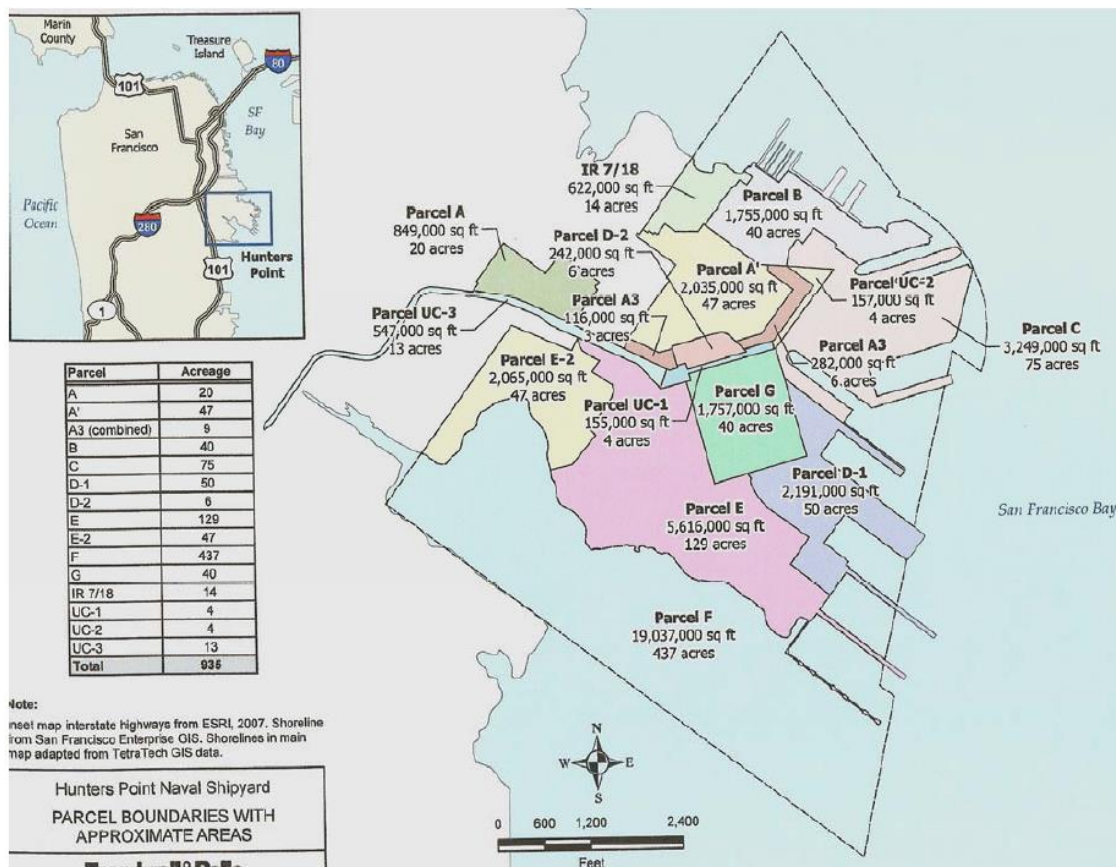 Marin
County
Treasure
Island
80
101
SF
Bay
San
Francisco
Pacific
Ocean
280
Hunters
Point
101
1
Parcel Acreage
A 20
A' 47
A3 (combined) 9
B 40
C 75
D-1 50
D-2 6
E 129
E-2 47
F 437
G 40
IR 7/18 14
UC-1 4
UC-2 4
UC-3 13
Total 935
Note:
Inset map interstate highways from ESRI, 2007. Shoreline
from San Francisco Enterprise GIS. Shorelines in main
map adapted from TetraTech GIS data.
Hunters Point Naval Shipyard
PARCEL BOUNDARIES WITH
APPROXIMATE AREAS
IR 7/18
622,000 sq ft
14 acres
Parcel B
1,755,000 sq ft
40 acres
Parcel A
849,000 sq ft
20 acres
Parcel D-2
242,000 sq ft
6 acres
Parcel A'
2,035,000 sq ft
47 acres
Parcel UC-2
157,000 sq ft
4 acres
Parcel UC-3
547,000 sq ft
13 acres
Parcel A3
116,000 sq ft
3 acres
Parcel C
3,249,000 sq ft
75 acres
Parcel A3
282,000 sq ft
6 acres
Parcel E-2
2,065,000 sq ft
47 acres
Parcel G
1,757,000 sq ft
40 acres
Parcel UC-1
155,000 sq ft
4 acres
Parcel D-1
2,191,000 sq ft
50 acres
Parcel E
5,616,000 sq ft
129 acres
San Francisco Bay
Parcel F
19,037,000 sq ft
437 acres
N
W E
S
0 600 1,200 2,400
Feet